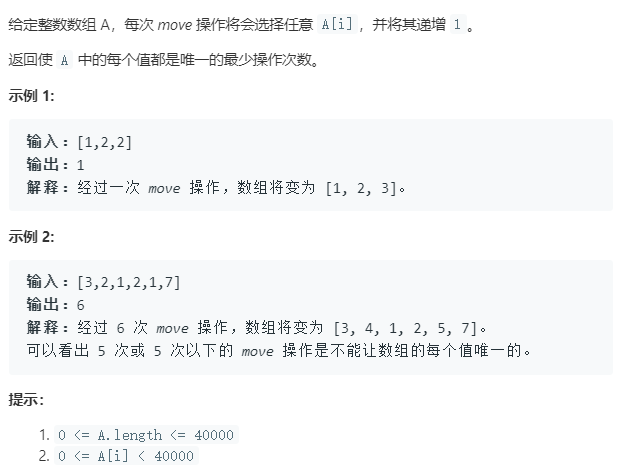 给定整数数组 A，每次 move 操作将会选择任意 A[i]，并将其递增 1。
返回使 A 中的每个值都是唯一的最少操作次数。
示例 1:
输入：[1,2,2]
输出：1
解释：经过一次 move 操作，数组将变为 [1, 2, 3]。
示例 2:
输入：[3,2,1,2,1,7]
输出：6
解释：经过 6 次 move 操作，数组将变为 [3, 4, 1, 2, 5, 7]。
可以看出 5 次或 5 次以下的 move 操作是不能让数组的每个值唯一的。
提示：
1. 0 <= A.length <= 40000
2. 0 <= A[i] < 40000